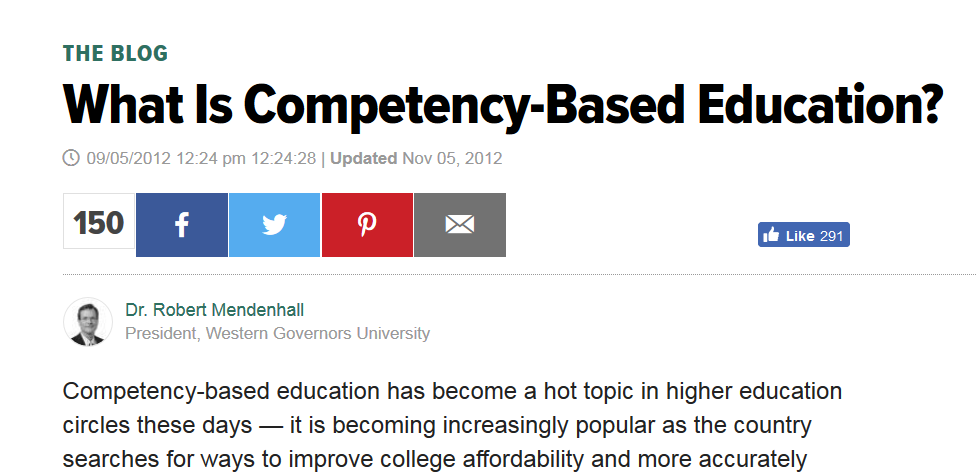 THE BLOG
What Is Competency-Based Education?
09/05/2012 12:24 pm 12:24:28 | Updated Nov 05, 2012
150
Like 291
Dr. Robert Mendenhall
President, Western Governors University
Competency-based education has become a hot topic in higher education
circles these days — it is becoming increasingly popular as the country
searches for ways to improve college affordability and more accurately